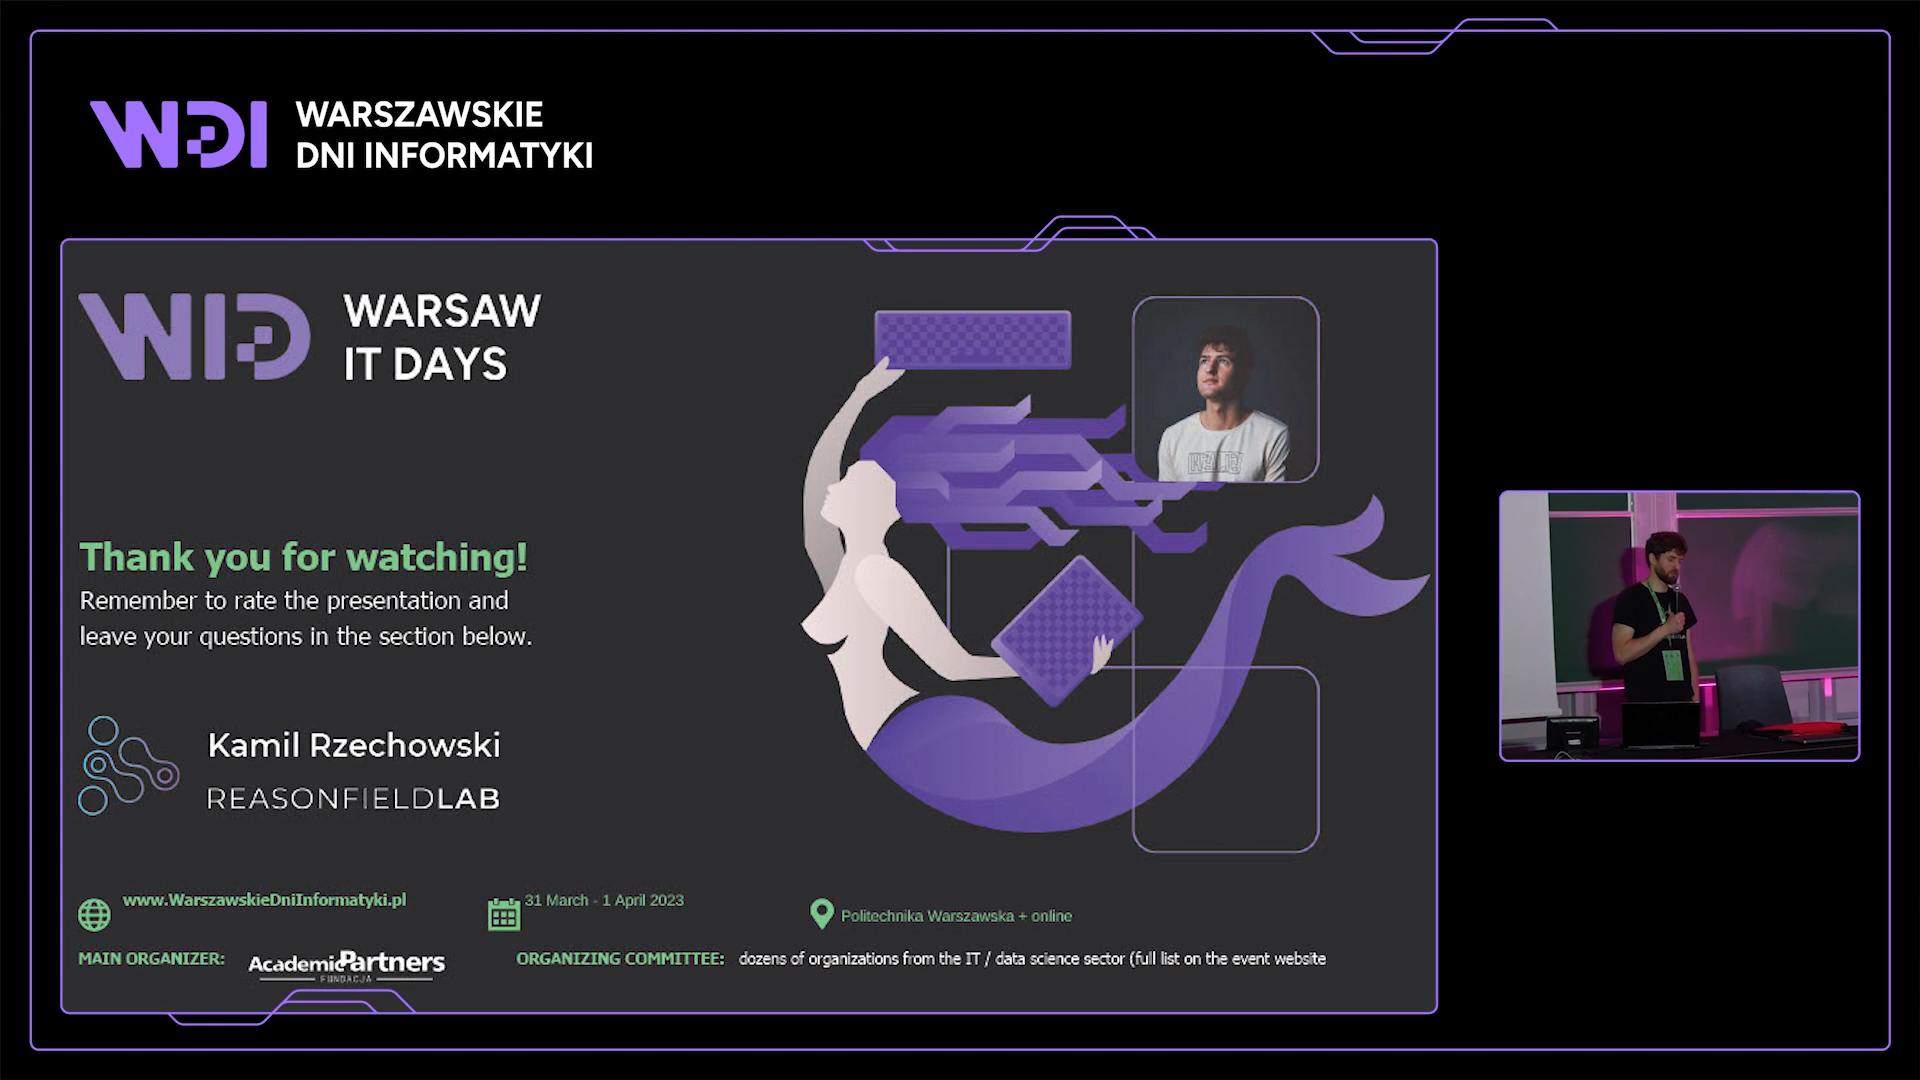 WDI
WARSZAWSKIE
DNI INFORMATYKI
WID
WARSAW
IT DAYS
Thank you for watching!
Remember to rate the presentation and
leave your questions in the section below.
Kamil Rzechowski
REASONFIELDLAB
www.WarszawskieDniInformatyki.pl
31 March - 1 April 2023
Politechnika Warszawska + online
MAIN ORGANIZER:
AcademicPartners
FUNDACJA
ORGANIZING COMMITTEE: dozens of organizations from the IT / data science sector (full list on the event website